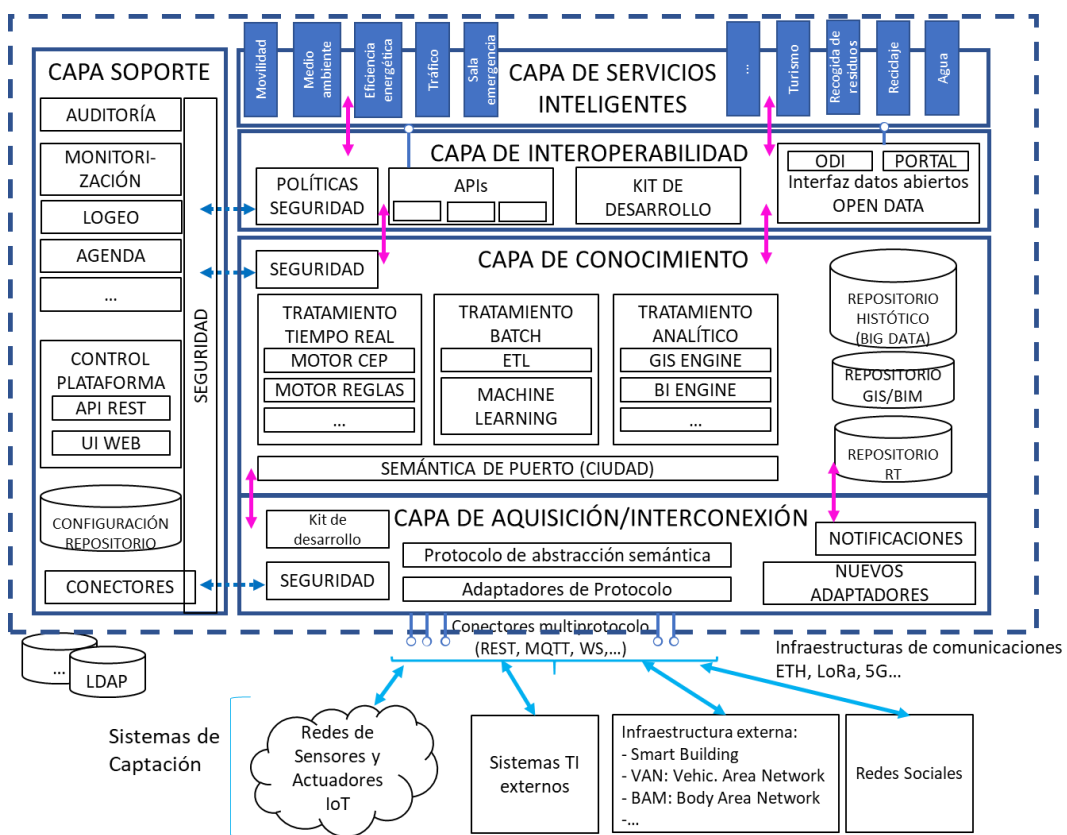 CAPA SOPORTE
AUDITORÍA
MONITORI-
ZACIÓN
LOGEO
AGENDA
...
CONTROL
PLATAFORMA
API REST
UI WEB
CONFIGURACIÓN
REPOSITORIO
CONECTORES
SEGURIDAD
Movilidad
Medio
ambiente
Eficiencia
energética
Tráfico
Sala
emergencia
CAPA DE SERVICIOS
INTELIGENTES
...
Turismo
Recogida de
residuos
Reciclaje
Agua
CAPA DE INTEROPERABILIDAD
POLÍTICAS
SEGURIDAD
APIs
KIT DE
DESARROLLO
ODI
PORTAL
Interfaz datos abiertos
OPEN DATA
CAPA DE CONOCIMIENTO
SEGURIDAD
TRATAMIENTO
TIEMPO REAL
MOTOR CEP
MOTOR REGLAS
...
TRATAMIENTO
BATCH
ETL
MACHINE
LEARNING
TRATAMIENTO
ANALÍTICO
GIS ENGINE
BI ENGINE
...
REPOSITORIO
HISTÓTICO
(BIG DATA)
REPOSITORIO
GIS/BIM
REPOSITORIO
RT
SEMÁNTICA DE PUERTO (CIUDAD)
CAPA DE AQUISICIÓN/INTERCONEXIÓN
Kit de
desarrollo
SEGURIDAD
Protocolo de abstracción semántica
Adaptadores de Protocolo
NOTIFICACIONES
NUEVOS
ADAPTADORES
Conectores multiprotocolo
(REST, MQTT, WS,...)
Infraestructuras de comunicaciones
ETH, LoRa, 5G...
...
LDAP
Sistemas de
Captación
Redes de
Sensores y
Actuadores
IoT
Sistemas TI
externos
Infraestructura externa:
- Smart Building
- VAN: Vehic. Area Network
- BAM: Body Area Network
-...
Redes Sociales